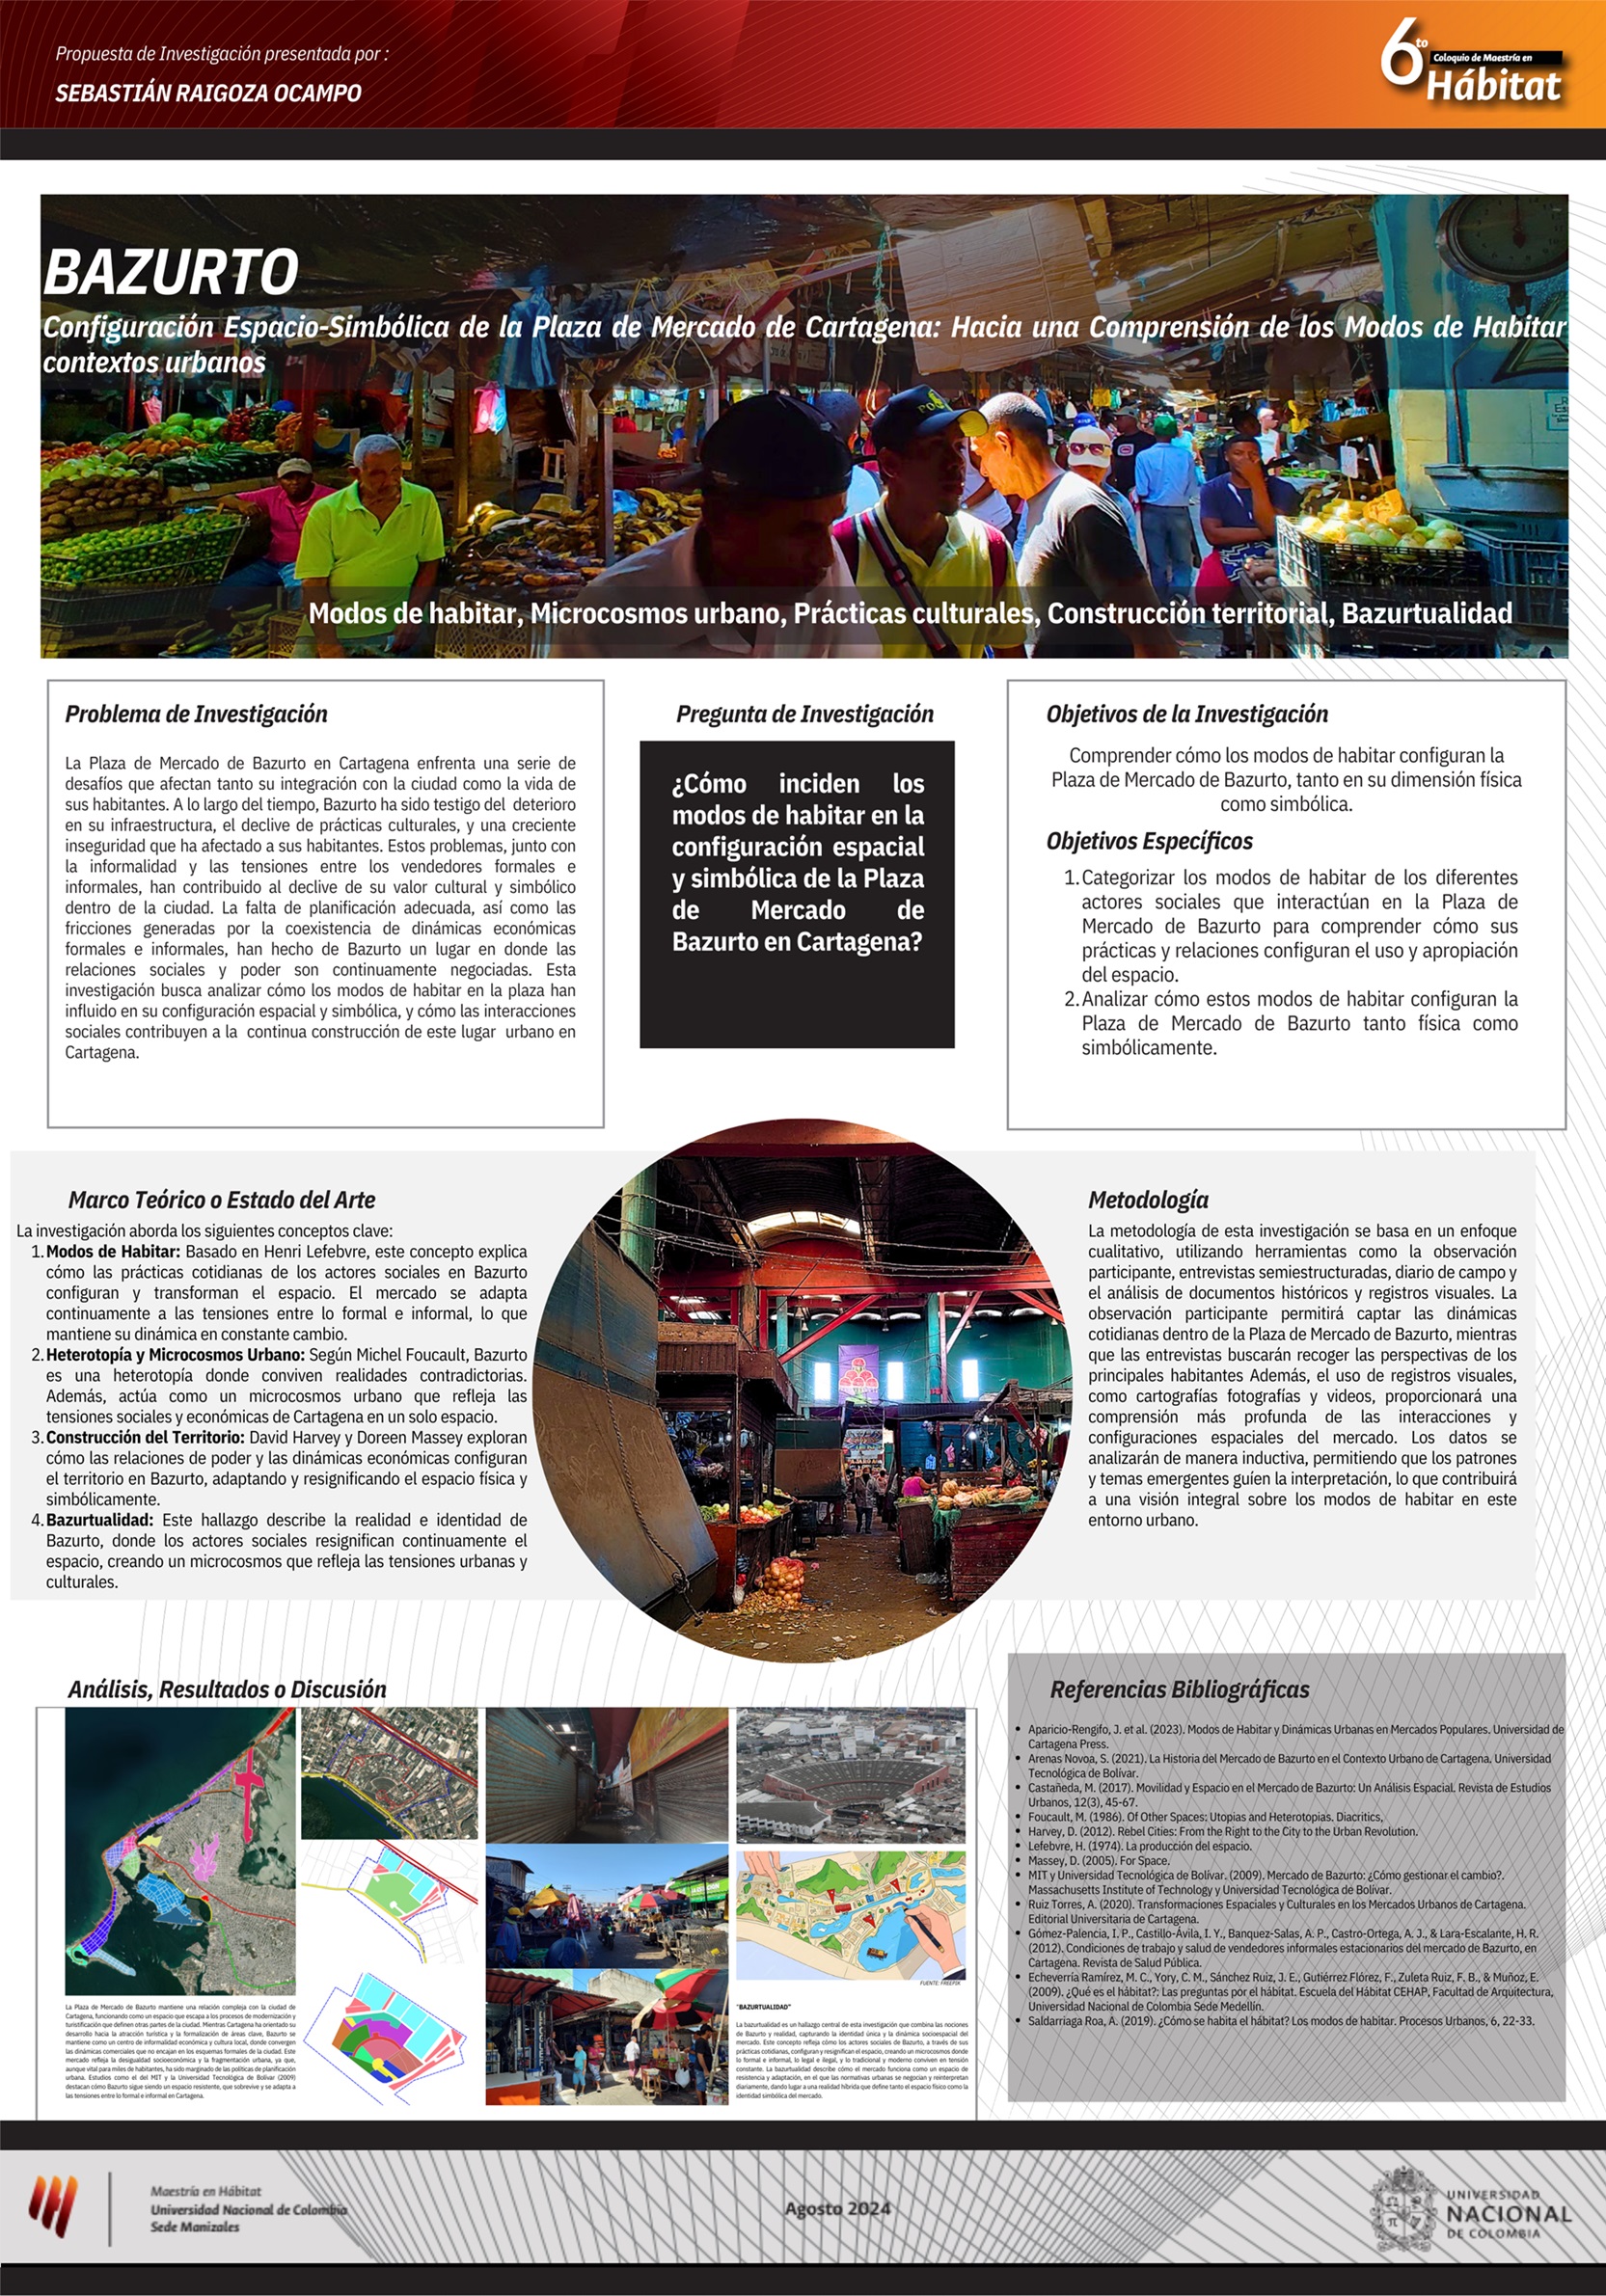 Propuesta de Investigación presentada por :
SEBASTIÁN RAIGOZA OCAMPO
6to
Coloquio de Maestría en
Hábitat
BAZURTO
Configuración Espacio-Simbólica de la Plaza de Mercado de Cartagena: Hacia una Comprensión de los Modos de Habitar
contextos urbanos
Modos de habitar, Microcosmos urbano, Prácticas culturales, Construcción territorial, Bazurtualidad
Problema de Investigación
La Plaza de Mercado de Bazurto en Cartagena enfrenta una serie de
desafíos que afectan tanto su integración con la ciudad como la vida de
sus habitantes. A lo largo del tiempo, Bazurto ha sido testigo del deterioro
en su infraestructura, el declive de prácticas culturales, y una creciente
inseguridad que ha afectado a sus habitantes. Estos problemas, junto con
la informalidad y las tensiones entre los vendedores formales e
informales, han contribuido al declive de su valor cultural y simbólico
dentro de la ciudad. La falta de planificación adecuada, así como las
fricciones generadas por la coexistencia de dinámicas económicas
formales e informales, han hecho de Bazurto un lugar en donde las
relaciones sociales y poder son continuamente negociadas. Esta
investigación busca analizar cómo los modos de habitar en la plaza han
influido en su configuración espacial y simbólica, y cómo las interacciones
sociales contribuyen a la continua construcción de este lugar urbano en
Cartagena.
Pregunta de Investigación
¿Cómo inciden los
modos de habitar en la
configuración espacial
y simbólica de la Plaza
de Mercado de
Bazurto en Cartagena?
Objetivos de la Investigación
Comprender cómo los modos de habitar configuran la
Plaza de Mercado de Bazurto, tanto en su dimensión física
como simbólica.
Objetivos Específicos
1. Categorizar los modos de habitar de los diferentes
actores sociales que interactúan en la Plaza de
Mercado de Bazurto para comprender cómo sus
prácticas y relaciones configuran el uso y apropiación
del espacio.
2. Analizar cómo estos modos de habitar configuran la
Plaza de Mercado de Bazurto tanto física como
simbólicamente.
Marco Teórico o Estado del Arte
La investigación aborda los siguientes conceptos clave:
1. Modos de Habitar: Basado en Henri Lefebvre, este concepto explica
cómo las prácticas cotidianas de los actores sociales en Bazurto
configuran y transforman el espacio. El mercado se adapta
continuamente a las tensiones entre lo formal e informal, lo que
mantiene su dinámica en constante cambio.
2. Heterotopía y Microcosmos Urbano: Según Michel Foucault, Bazurto
es una heterotopía donde conviven realidades contradictorias.
Además, actúa como un microcosmos urbano que refleja las
tensiones sociales y económicas de Cartagena en un solo espacio.
3. Construcción del Territorio: David Harvey y Doreen Massey exploran
cómo las relaciones de poder y las dinámicas económicas configuran
el territorio en Bazurto, adaptando y resignificando el espacio física y
simbólicamente.
4. Bazurtualidad: Este hallazgo describe la realidad e identidad de
Bazurto, donde los actores sociales resignifican continuamente el
espacio, creando un microcosmos que refleja las tensiones urbanas y
culturales.
Metodología
La metodología de esta investigación se basa en un enfoque
cualitativo, utilizando herramientas como la observación
participante, entrevistas semiestructuradas, diario de campo y
el análisis de documentos históricos y registros visuales. La
observación participante permitirá captar las dinámicas
cotidianas dentro de la Plaza de Mercado de Bazurto, mientras
que las entrevistas buscarán recoger las perspectivas de los
principales habitantes Además, el uso de registros visuales,
como cartografías fotografías y videos, proporcionará una
comprensión más profunda de las interacciones y
configuraciones espaciales del mercado. Los datos se
analizarán de manera inductiva, permitiendo que los patrones
y temas emergentes guíen la interpretación, lo que contribuirá
a una visión integral sobre los modos de habitar en este
entorno urbano.
Análisis, Resultados o Discusión
La Plaza de Mercado de Bazurto mantiene una relación compleja con la ciudad de
Cartagena, funcionando como un espacio que escapa a los procesos de modernización y
turistificación que definen otras partes de la ciudad. Mientras Cartagena ha orientado su
desarrollo hacia la atracción turística y la formalización de áreas clave, Bazurto se
mantiene como un centro de informalidad económica y cultura local, donde convergen
las dinámicas comerciales que no encajan en los esquemas formales de la ciudad. Este
mercado refleja la desigualdad socioeconómica y la fragmentación urbana, ya que,
aunque vital para miles de habitantes, ha sido marginado de las políticas de planificación
urbana. Estudios como el del MIT y la Universidad Tecnológica de Bolívar (2009)
destacan cómo Bazurto sigue siendo un espacio resistente, que sobrevive y se adapta a
las tensiones entre lo formal e informal en Cartagena.
FUENTE: FREEPIK
"BAZURTUALIDAD"
La bazurtualidad es un hallazgo central de esta investigación que combina las nociones
de Bazurto y realidad, capturando la identidad única y la dinámica socioespacial del
mercado. Este concepto refleja cómo los actores sociales de Bazurto, a través de sus
prácticas cotidianas, configuran y resignifican el espacio, creando un microcosmos donde
lo formal e informal, lo legal e ilegal, y lo tradicional y moderno conviven en tensión
constante. La bazurtualidad describe cómo el mercado funciona como un espacio de
resistencia y adaptación, en el que las normativas urbanas se negocian y reinterpretan
diariamente, dando lugar a una realidad híbrida que define tanto el espacio físico como la
identidad simbólica del mercado.
Referencias Bibliográficas
• Aparicio-Rengifo, J. et al. (2023). Modos de Habitar y Dinámicas Urbanas en Mercados Populares. Universidad de
Cartagena Press.
• Arenas Novoa, S. (2021). La Historia del Mercado de Bazurto en el Contexto Urbano de Cartagena. Universidad
Tecnológica de Bolívar.
• Castañeda, M. (2017). Movilidad y Espacio en el Mercado de Bazurto: Un Análisis Espacial. Revista de Estudios
Urbanos, 12(3), 45-67.
• Foucault, M. (1986). Of Other Spaces: Utopias and Heterotopias. Diacritics,
• Harvey, D. (2012). Rebel Cities: From the Right to the City to the Urban Revolution.
• Lefebvre, H. (1974). La producción del espacio.
• Massey, D. (2005). For Space.
• MIT y Universidad Tecnológica de Bolívar. (2009). Mercado de Bazurto: ¿Cómo gestionar el cambio?.
Massachusetts Institute of Technology y Universidad Tecnológica de Bolívar.
• Ruiz Torres, A. (2020). Transformaciones Espaciales y Culturales en los Mercados Urbanos de Cartagena.
Editorial Universitaria de Cartagena.
• Gómez-Palencia, I. P., Castillo-Ávila, I. Y., Banquez-Salas, A. P., Castro-Ortega, A. J., & Lara-Escalante, H. R.
(2012). Condiciones de trabajo y salud de vendedores informales estacionarios del mercado de Bazurto, en
Cartagena. Revista de Salud Pública.
• Echeverría Ramírez, M. C., Yory, C. M., Sánchez Ruiz, J. E., Gutiérrez Flórez, F., Zuleta Ruiz, F. B., & Muñoz, E.
(2009). ¿Qué es el hábitat?: Las preguntas por el hábitat. Escuela del Hábitat CEHAP, Facultad de Arquitectura,
Universidad Nacional de Colombia Sede Medellín.
• Saldarriaga Roa, A. (2019). ¿Cómo se habita el hábitat? Los modos de habitar. Procesos Urbanos, 6, 22-33.
Maestría en Hábitat
Universidad Nacional de Colombia
Sede Manizales
Agosto 2024
UNIVERSIDAD
NACIONAL
DE COLOMBIA